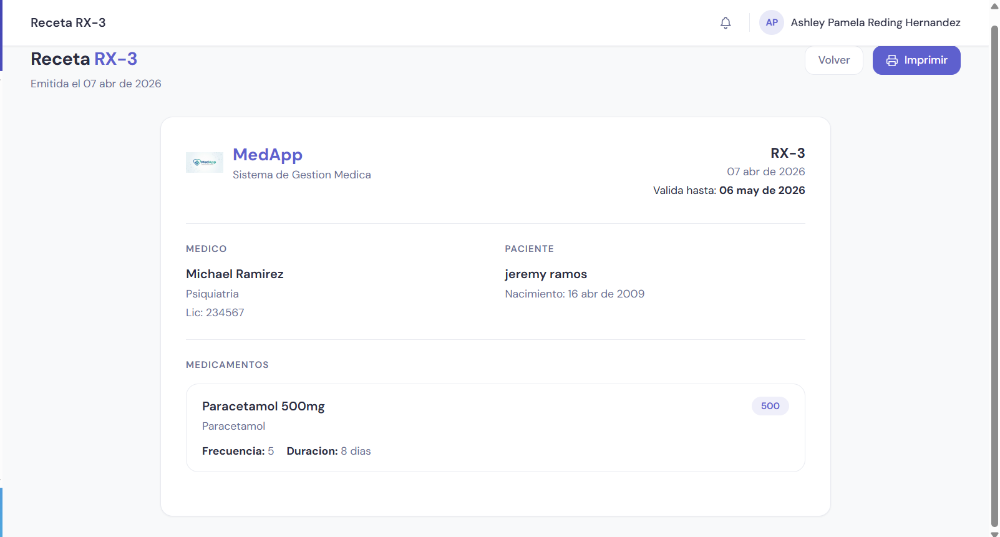 Receta RX-3
AP Ashley Pamela Reding Hernandez
Receta RX-3
Volver
Imprimir
Emitida el 07 abr de 2026
MedApp
MedApp
Sistema de Gestion Medica
RX-3
07 abr de 2026
Valida hasta: 06 may de 2026
MEDICO
Michael Ramirez
Psiquiatria
Lic: 234567
PACIENTE
jeremy ramos
Nacimiento: 16 abr de 2009
MEDICAMENTOS
Paracetamol 500mg
500
Paracetamol
Frecuencia: 5 Duracion: 8 dias